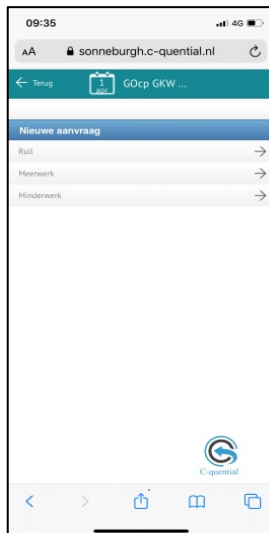 09:35 4G
AA sonneburgh.c-quential.nl
Terug 1 apr GOcp GKW ...
Nieuwe aanvraag
Ruil
Meerwerk
Minderwerk
C-quential